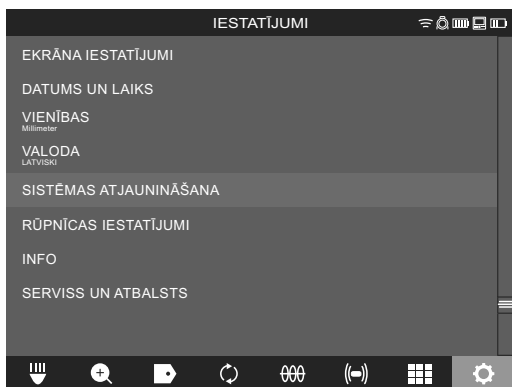 IESTATĪJUMI
EKRĀNA IESTATĪJUMI
DATUMS UN LAIKS
VIENĪBAS
Millimeter
VALODA
LATVISKI
SISTĒMAS ATJAUNINĀŠANA
RŪPNĪCAS IESTATĪJUMI
INFO
SERVISS UN ATBALSTS